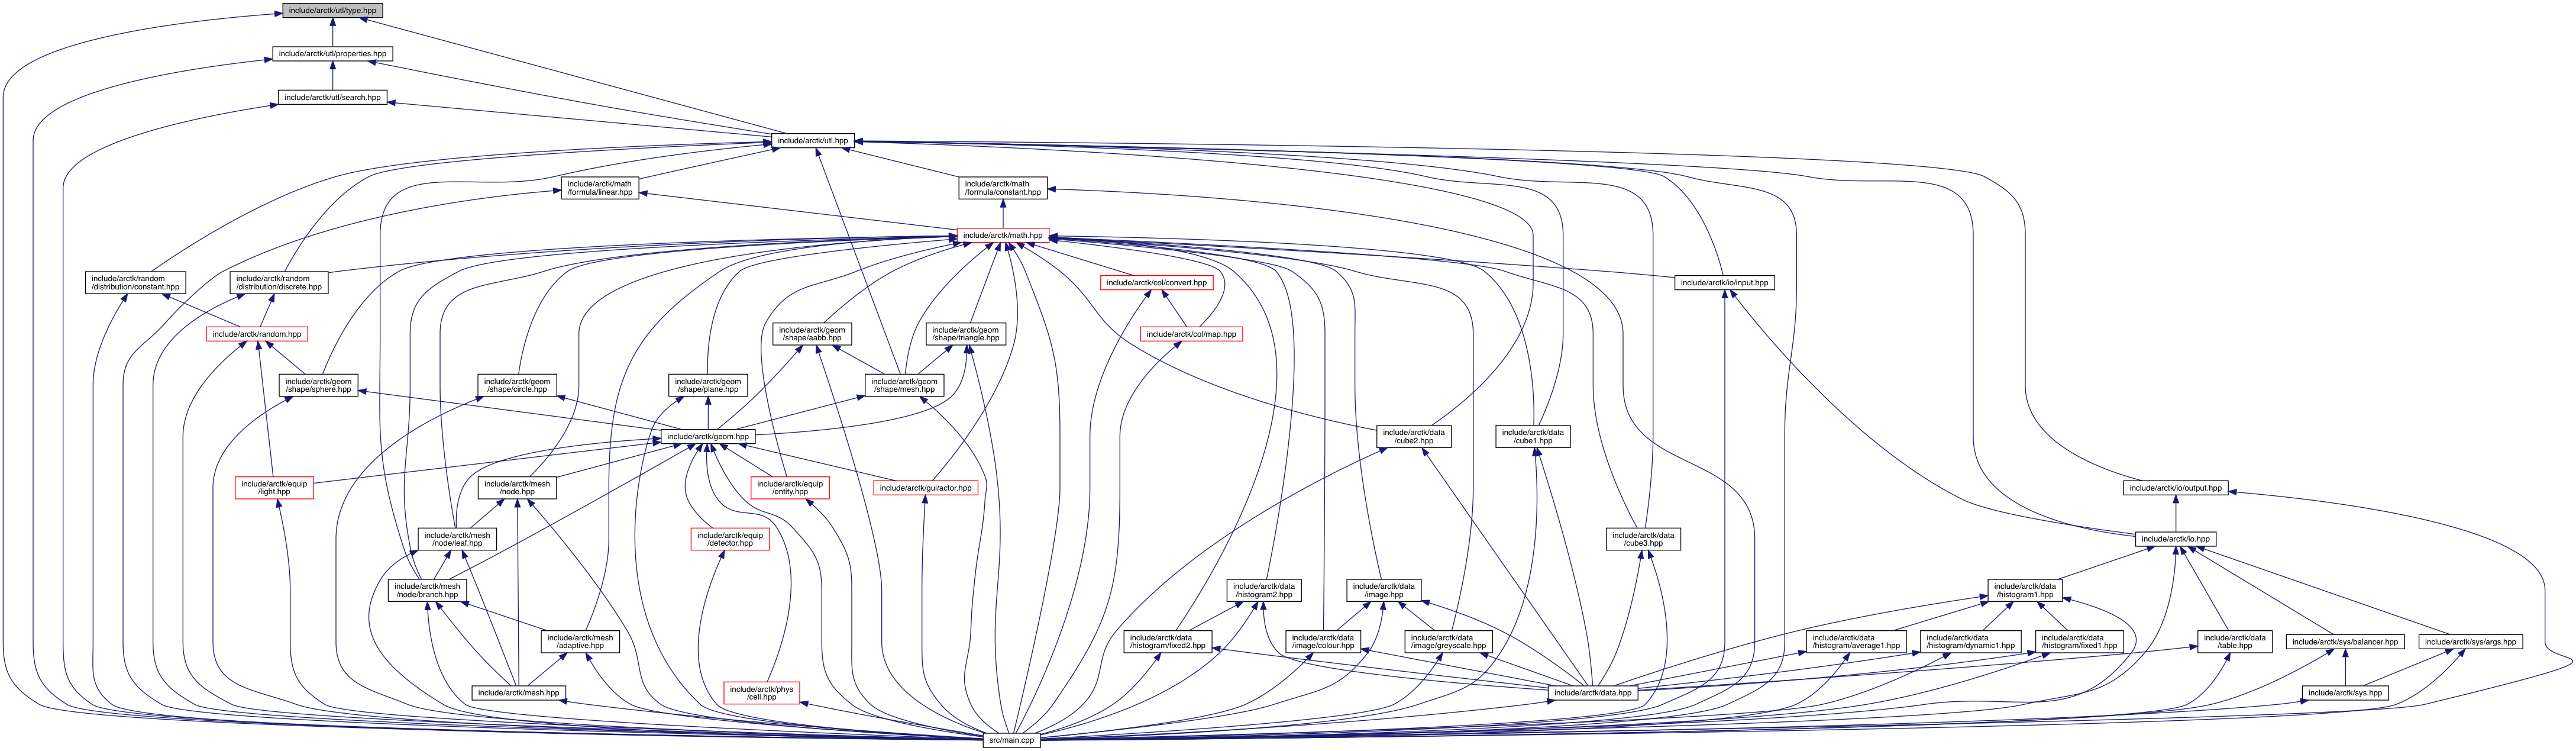 include/arctk/utl/type.hpp
include/arctk/utl/properties.hpp
include/arctk/utl/search.hpp
include/arctk/utl.hpp
include/arctk/math
/formula/linear.hpp
include/arctk/math
/formula/constant.hpp
include/arctk/math.hpp
include/arctk/random
/distribution/constant.hpp
include/arctk/random
/distribution/discrete.hpp
include/arctk/col/convert.hpp
include/arctk/io/input.hpp
include/arctk/random.hpp
include/arctk/geom
/shape/aabb.hpp
include/arctk/geom
/shape/triangle.hpp
include/arctk/col/map.hpp
include/arctk/geom
/shape/sphere.hpp
include/arctk/geom
/shape/circle.hpp
include/arctk/geom
/shape/plane.hpp
include/arctk/geom
/shape/mesh.hpp
include/arctk/geom.hpp
include/arctk/data
/cube2.hpp
include/arctk/data
/cube1.hpp
include/arctk/equip
/light.hpp
include/arctk/mesh
/node.hpp
include/arctk/equip
/entity.hpp
include/arctk/gui/actor.hpp
include/arctk/io/output.hpp
include/arctk/mesh
/node/leaf.hpp
include/arctk/equip
/detector.hpp
include/arctk/data
/cube3.hpp
include/arctk/io.hpp
include/arctk/mesh
/node/branch.hpp
include/arctk/data
/histogram2.hpp
include/arctk/data
/image.hpp
include/arctk/data
/histogram1.hpp
include/arctk/mesh
/adaptive.hpp
include/arctk/data
/histogram/fixed2.hpp
include/arctk/data
/image/colour.hpp
include/arctk/data
/image/greyscale.hpp
include/arctk/data
/histogram/average1.hpp
include/arctk/data
/histogram/dynamic1.hpp
include/arctk/data
/histogram/fixed1.hpp
include/arctk/data
/table.hpp
include/arctk/sys/balancer.hpp
include/arctk/sys/args.hpp
include/arctk/mesh.hpp
include/arctk/phys
/cell.hpp
include/arctk/data.hpp
include/arctk/sys.hpp
src/main.cpp